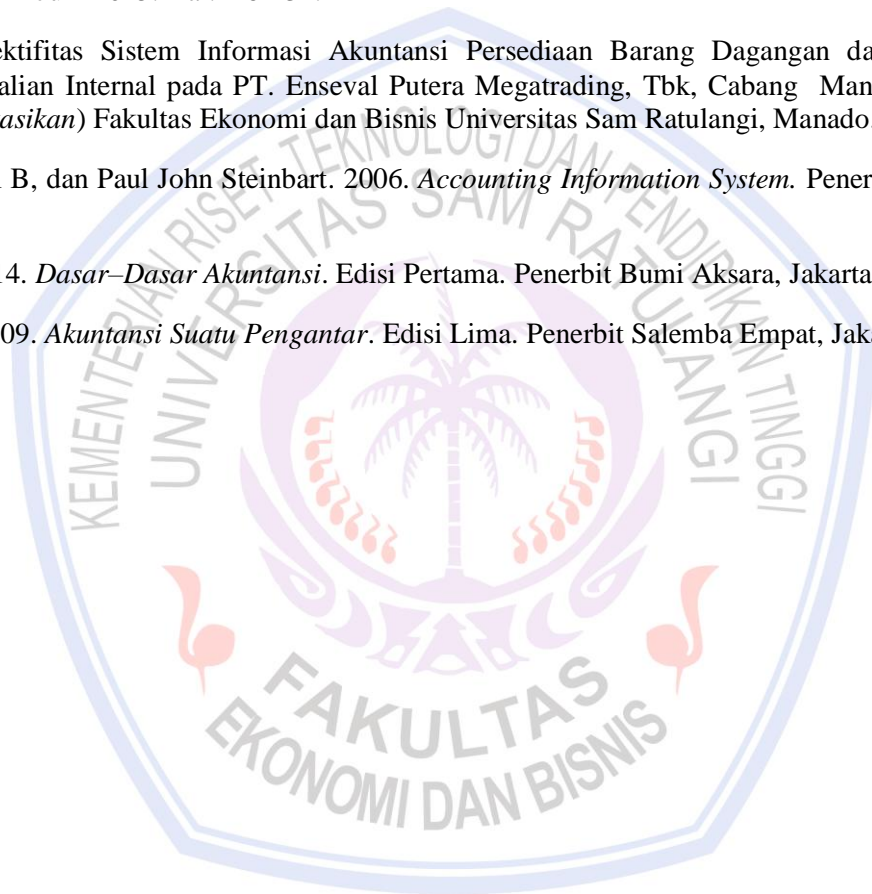 ektifitas Sistem Informasi Akuntansi Persediaan Barang Dagangan da
alian Internal pada PT. Enseval Putera Megatrading, Tbk, Cabang Man
asikan) Fakultas Ekonomi dan Bisnis Universitas Sam Ratulangi, Manado.
B, dan Paul John Steinbart. 2006. Accounting Information System. Pener
14. Dasar–Dasar Akuntansi. Edisi Pertama. Penerbit Bumi Aksara, Jakarta
09. Akuntansi Suatu Pengantar. Edisi Lima. Penerbit Salemba Empat, Jaka
KEMENTERIAN RISET TEKNOLOGI DAN PENDIDIKAN TINGGI
UNIVERSITAS SAM RATULANGI
FAKULTAS
EKONOMI DAN BISNIS